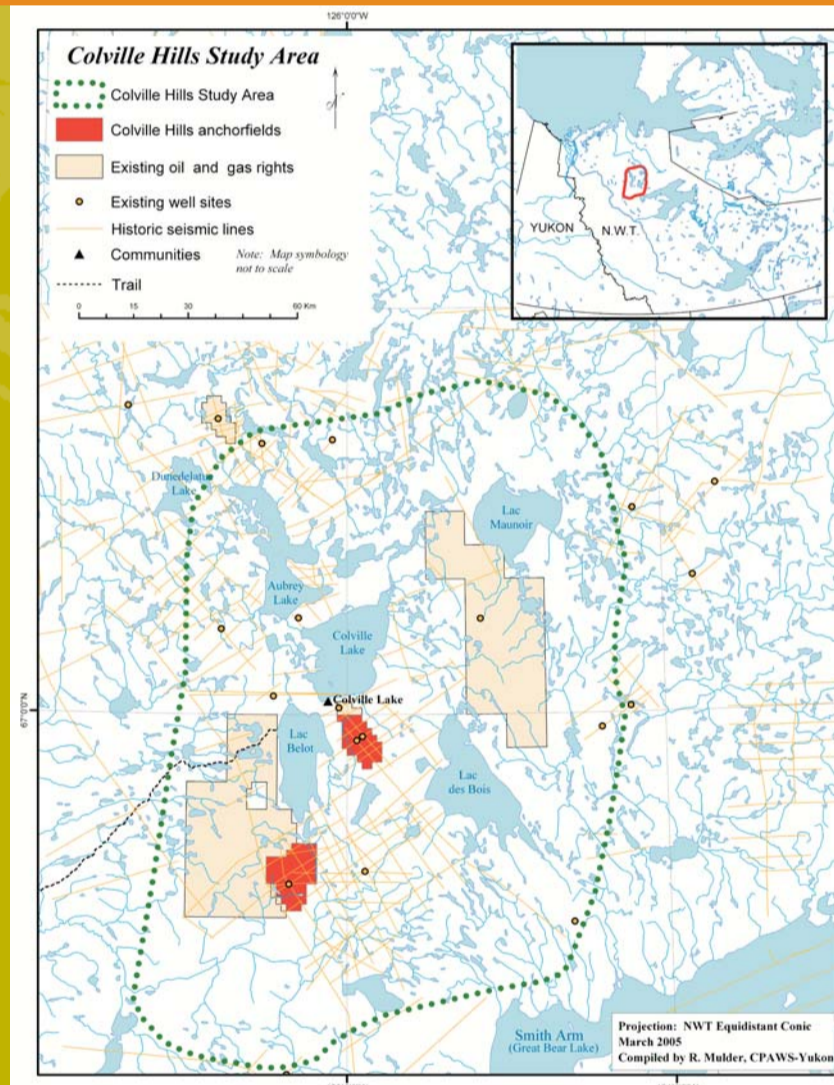 126°0'0"W
Colville Hills Study Area
Colville Hills Study Area
Colville Hills anchorfields
Existing oil and gas rights
Existing well sites
Historic seismic lines
Communities
Note: Map symbology
not to scale
Trail
0 15 30 60 Km
YUKON
N.W.T.
Lake
Lac
Maunoir
Aubrey
Lake
Colville
Lake
Colville Lake
67°0'0"N
Lac
Belot
Lac
des Bois
Smith Arm
(Great Bear Lake)
Projection: NWT Equidistant Conic
March 2005
Compiled by R. Mulder, CPAWS-Yukon